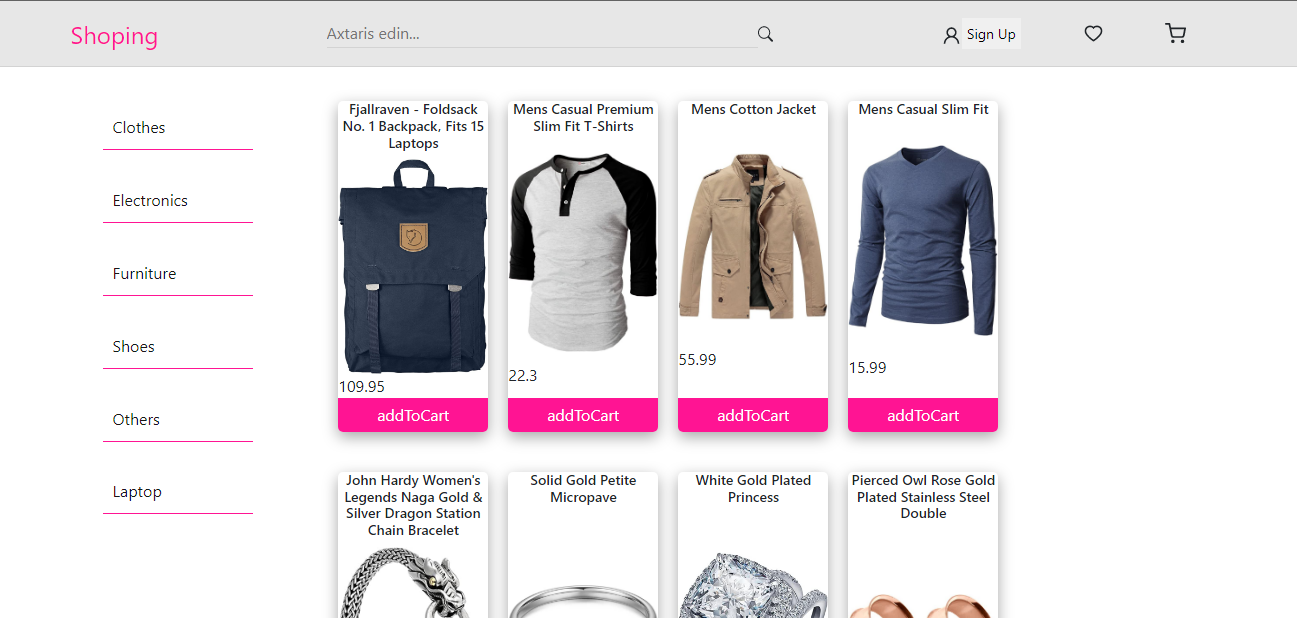 Shoping
Axtaris edin...
Sign Up
Clothes
Electronics
Furniture
Shoes
Others
Laptop
Fjallraven - Foldsack
No. 1 Backpack, Fits 15
Laptops
109.95
addToCart
Mens Casual Premium
Slim Fit T-Shirts
22.3
addToCart
Mens Cotton Jacket
55.99
addToCart
Mens Casual Slim Fit
15.99
addToCart
John Hardy Women's
Legends Naga Gold &
Silver Dragon Station
Chain Bracelet
Solid Gold Petite
Micropave
White Gold Plated
Princess
Pierced Owl Rose Gold
Plated Stainless Steel
Double